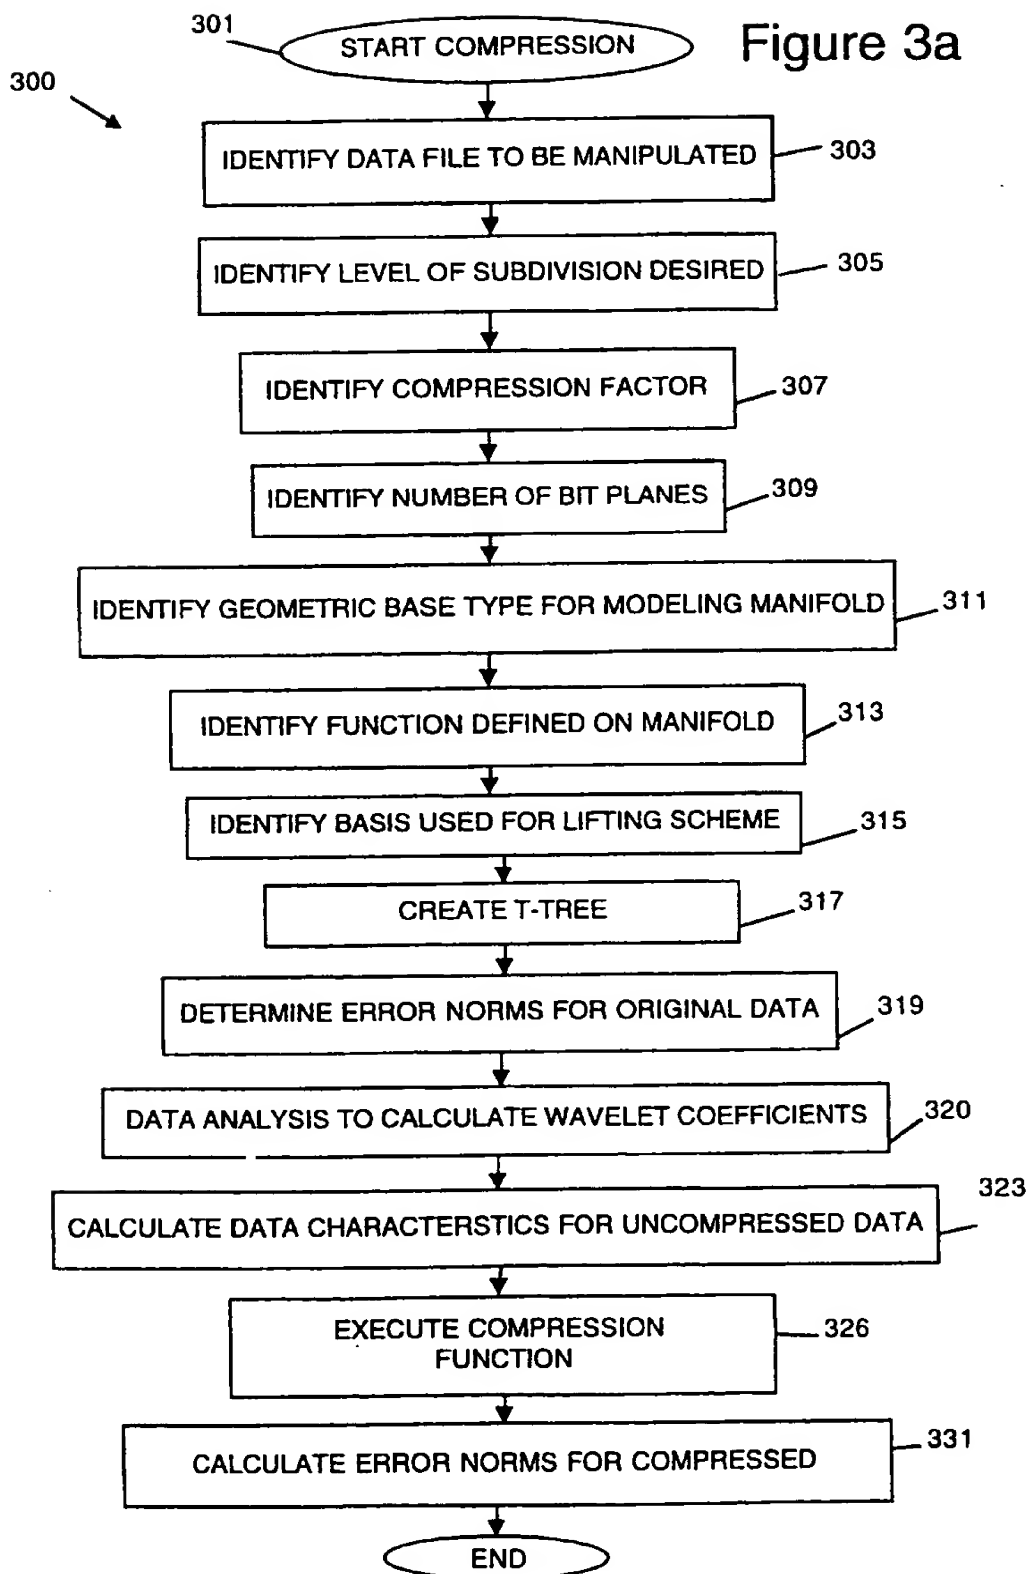 Figure 3a
300
301
START COMPRESSION
IDENTIFY DATA FILE TO BE MANIPULATED
303
IDENTIFY LEVEL OF SUBDIVISION DESIRED
305
IDENTIFY COMPRESSION FACTOR
307
IDENTIFY NUMBER OF BIT PLANES
309
IDENTIFY GEOMETRIC BASE TYPE FOR MODELING MANIFOLD
311
IDENTIFY FUNCTION DEFINED ON MANIFOLD
313
IDENTIFY BASIS USED FOR LIFTING SCHEME
315
CREATE T-TREE
317
DETERMINE ERROR NORMS FOR ORIGINAL DATA
319
DATA ANALYSIS TO CALCULATE WAVELET COEFFICIENTS
320
CALCULATE DATA CHARACTERSTICS FOR UNCOMPRESSED DATA
323
EXECUTE COMPRESSION
FUNCTION
326
CALCULATE ERROR NORMS FOR COMPRESSED
331
END